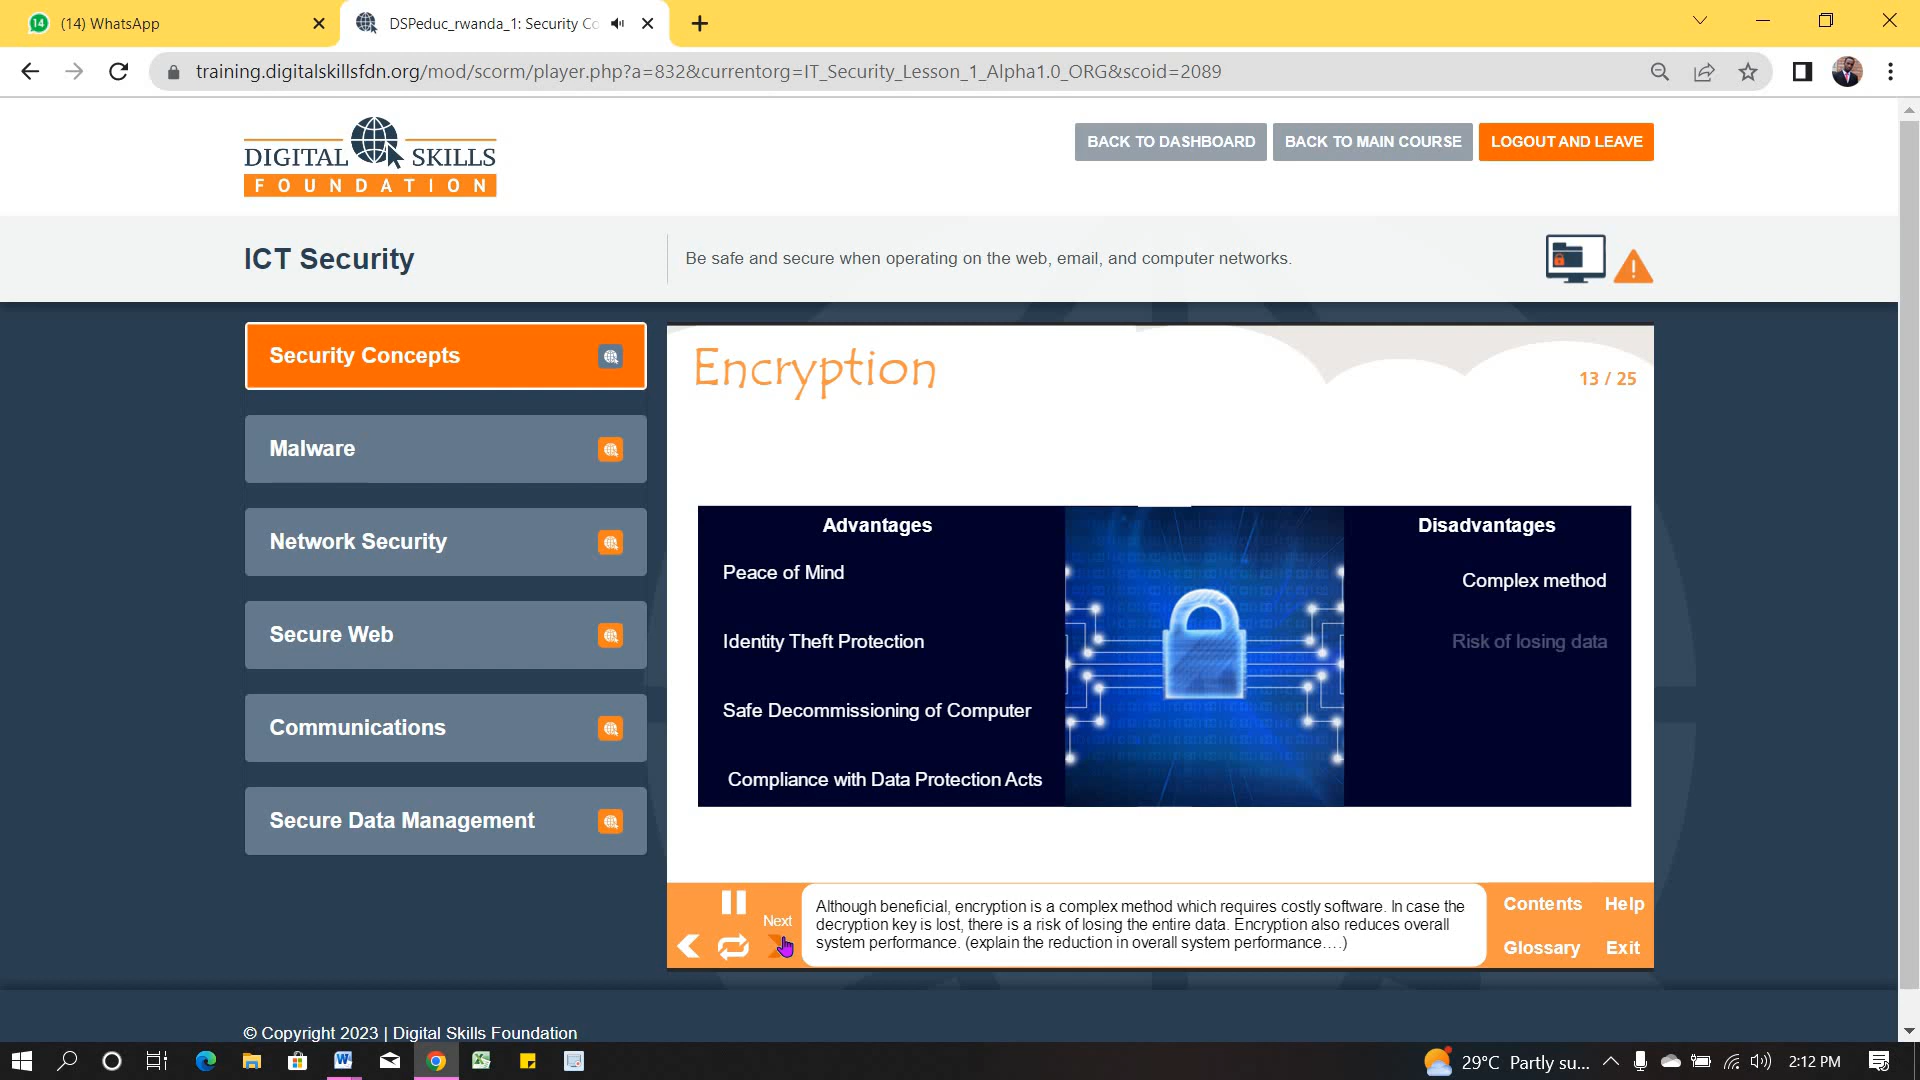 14
(14) WhatsApp
DSPeduc_rwanda_1: Security Co
training.digitalskillsfdn.org/mod/scorm/player.php?a=832&currentorg=IT_Security_Lesson_1_Alpha1.0_ORG&scoid=2089
DIGITAL SKILLS
FOUNDATION
BACK TO DASHBOARD
BACK TO MAIN COURSE
LOGOUT AND LEAVE
ICT Security
Be safe and secure when operating on the web, email, and computer networks.
Security Concepts
Malware
Network Security
Secure Web
Communications
Secure Data Management
Encryption
13 / 25
Advantages
Peace of Mind
Identity Theft Protection
Safe Decommissioning of Computer
Compliance with Data Protection Acts
Disadvantages
Complex method
Risk of losing data
Next
Although beneficial, encryption is a complex method which requires costly software. In case the
decryption key is lost, there is a risk of losing the entire data. Encryption also reduces overall
system performance. (explain the reduction in overall system performance….)
Contents
Help
Glossary
Exit
© Copyright 2023 | Digital Skills Foundation
29°C Partly su...
2:12 PM